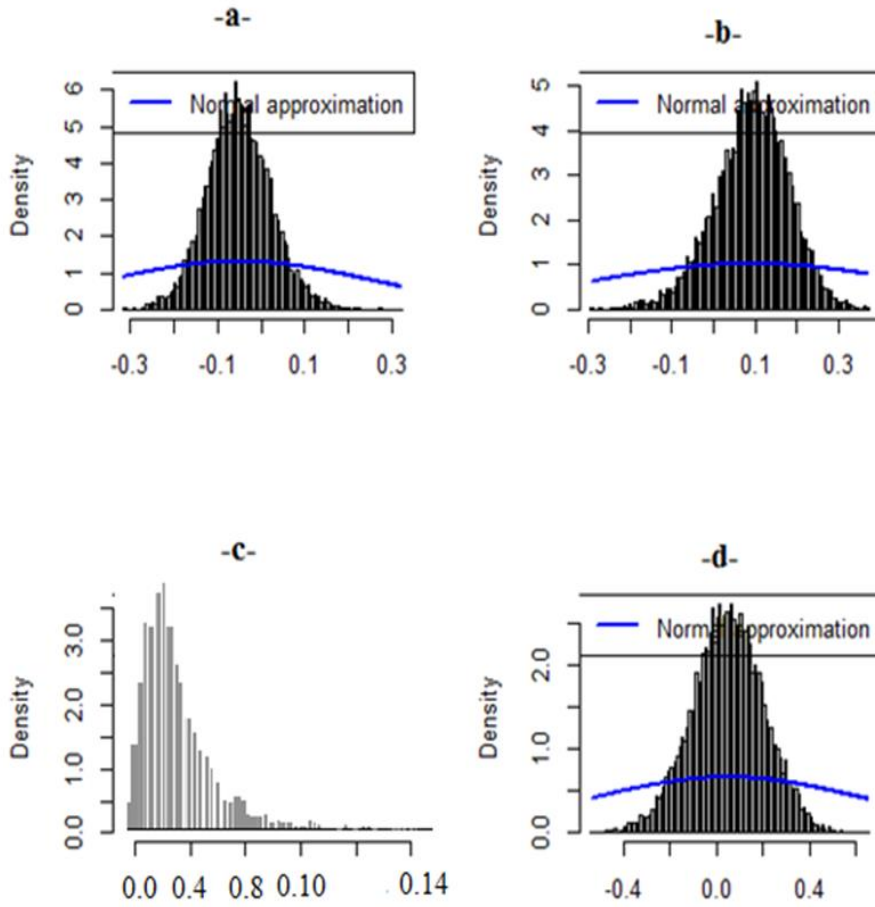 -a-
Normal approximation
Density
0 1 2 3 4 5 6
-0.3 -0.1 0.1 0.3
-b-
Normal approximation
Density
0 1 2 3 4 5
-0.3 -0.1 0.1 0.3
-c-
Density
0.0 1.0 2.0 3.0
0.0 0.4 0.8 0.10 0.14
-d-
Normal approximation
Density
0.0 1.0 2.0
-0.4 0.0 0.4